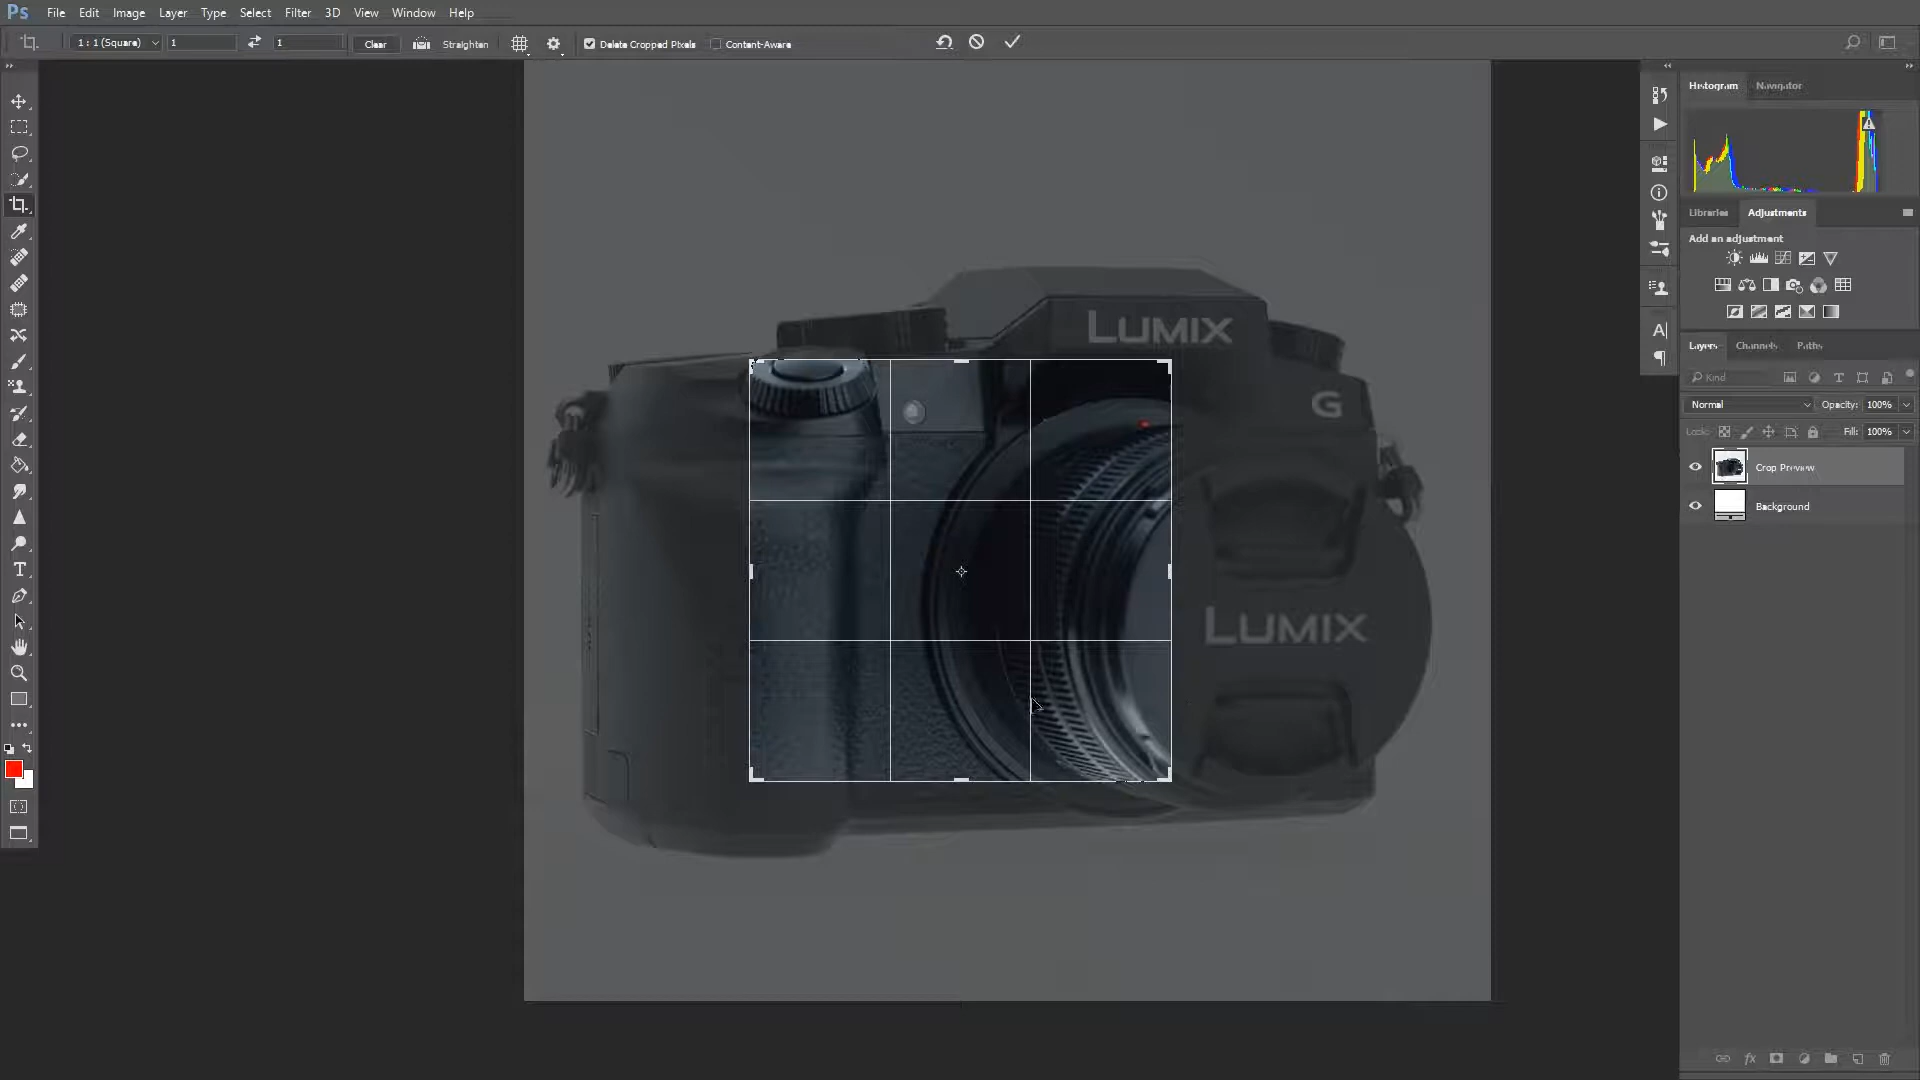 Ps File Edit Image Layer Type Select Filter 3D View Window Help
1 : 1 (Square) 1 1 Clear Straighten Delete Cropped Pixels Content-Aware
Histogram Navigator
Libraries Adjustments
Add an adjustment
Layers Channels Paths
Kind
Normal Opacity: 100%
Lock: Fill: 100%
Crop Preview
Background
LUMIX
G
LUMIX